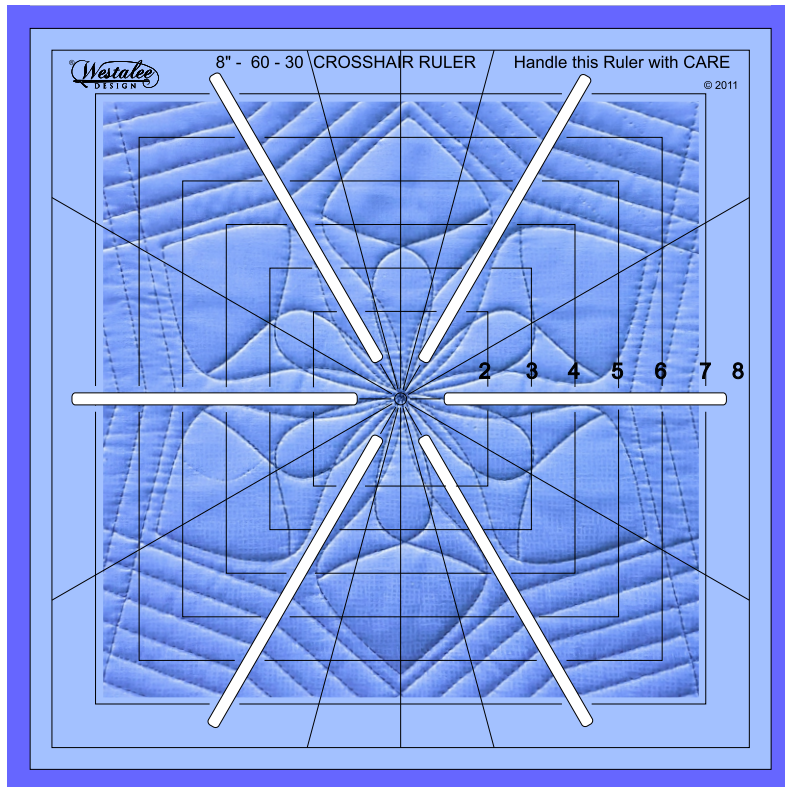 8" - 60 - 30 CROSSHAIR RULER Handle this Ruler with CARE
® Westalee
DESIGN
© 2011
2 3 4 5 6 7 8